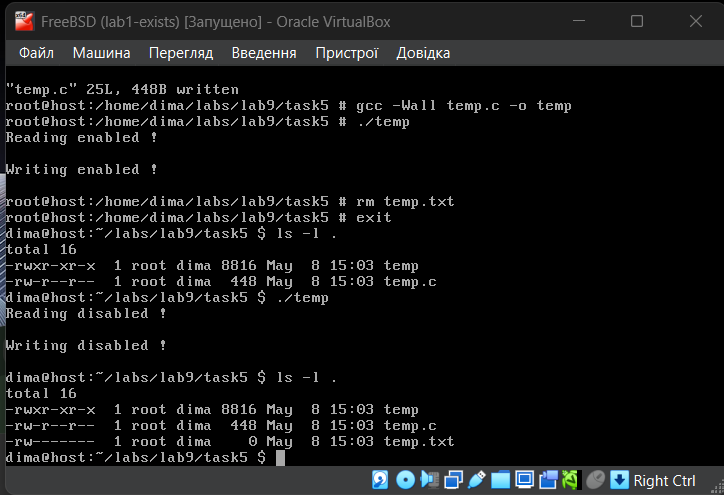 FreeBSD (lab1-exists) [Запущено] - Oracle VirtualBox
Файл Машина Перегляд Введення Пристрої Довідка
"temp.c" 25L, 448B written
root@host:/home/dima/labs/lab9/task5 # gcc -Wall temp.c -o temp
root@host:/home/dima/labs/lab9/task5 # ./temp
Reading enabled !
Writing enabled !
root@host:/home/dima/labs/lab9/task5 # rm temp.txt
root@host:/home/dima/labs/lab9/task5 # exit
dima@host:~/labs/lab9/task5 $ ls -l .
total 16
-rwxr-xr-x  1 root dima 8816 May  8 15:03 temp
-rw-r--r--  1 root dima  448 May  8 15:03 temp.c
dima@host:~/labs/lab9/task5 $ ./temp
Reading disabled !
Writing disabled !
dima@host:~/labs/lab9/task5 $ ls -l .
total 16
-rwxr-xr-x  1 root dima 8816 May  8 15:03 temp
-rw-r--r--  1 root dima  448 May  8 15:03 temp.c
-rw-------  1 root dima    0 May  8 15:03 temp.txt
dima@host:~/labs/lab9/task5 $
Right Ctrl